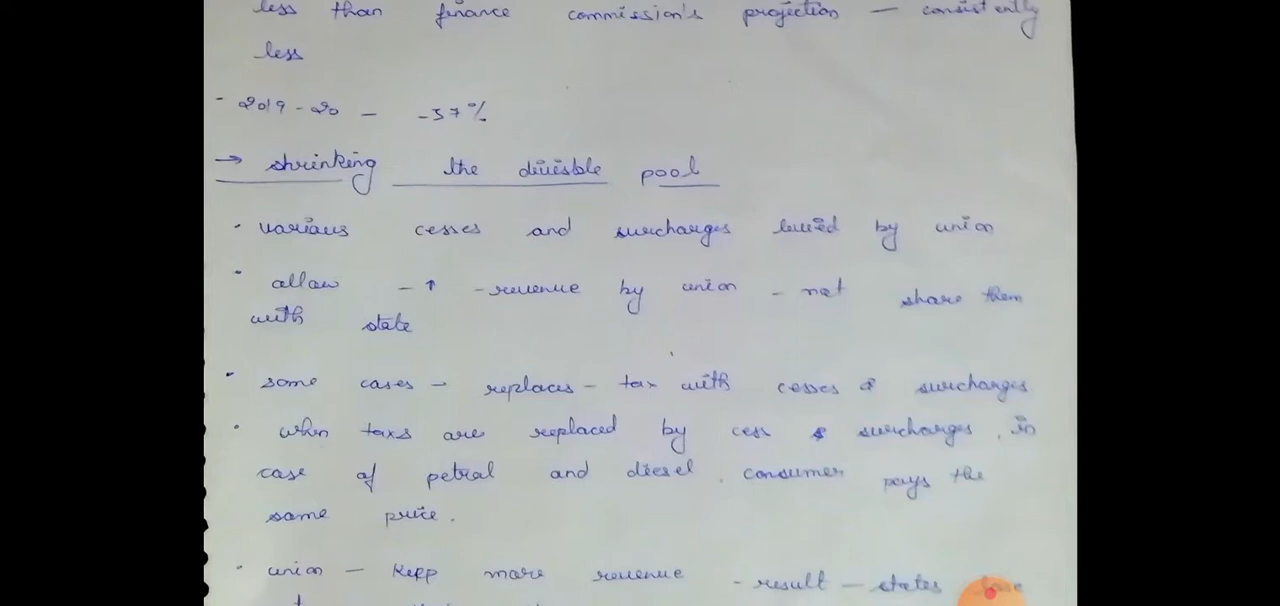 less than finance commission's projection — consistently
less
- 2019-20 — -37%
→ shrinking the divisble pool
• various cesses and surcharges levied by union
• allow - ↑ - revenue by union - not share them
with state
• some cases - replaces - tax with cesses & surcharges
• when taxs are replaced by cess & surcharges, in
case of petrol and diesel, consumer pays the
same price.
• union — Kepp more revenue - result — states lose